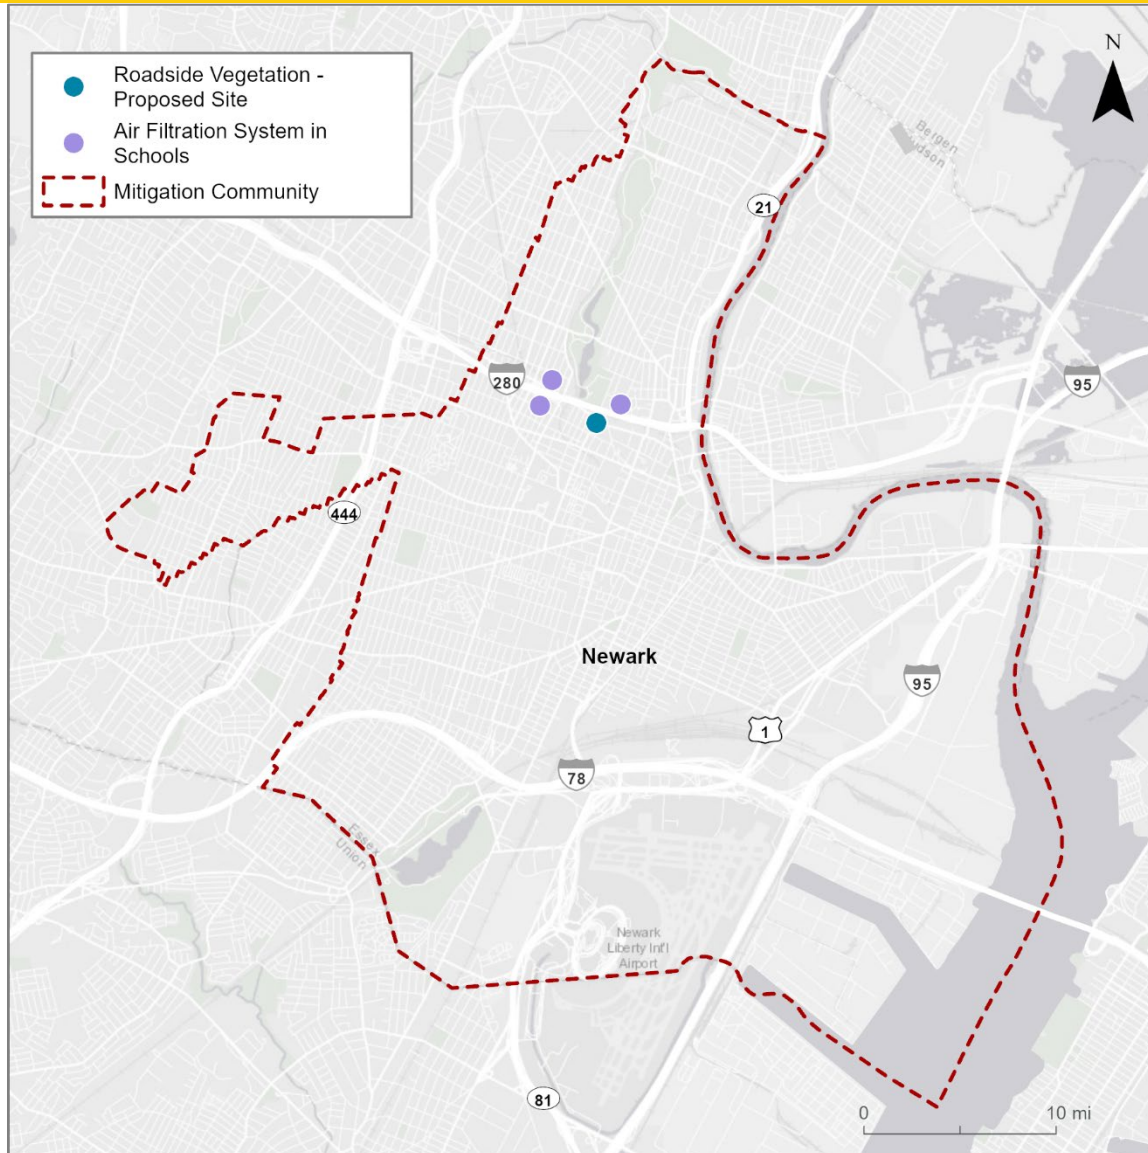 Roadside Vegetation -
Proposed Site
Air Filtration System in
Schools
Mitigation Community
N
Bergen
Hudson
21
95
280
444
Newark
95
1
78
Essex
Union
Newark
Liberty Int'l
Airport
81
0 10 mi